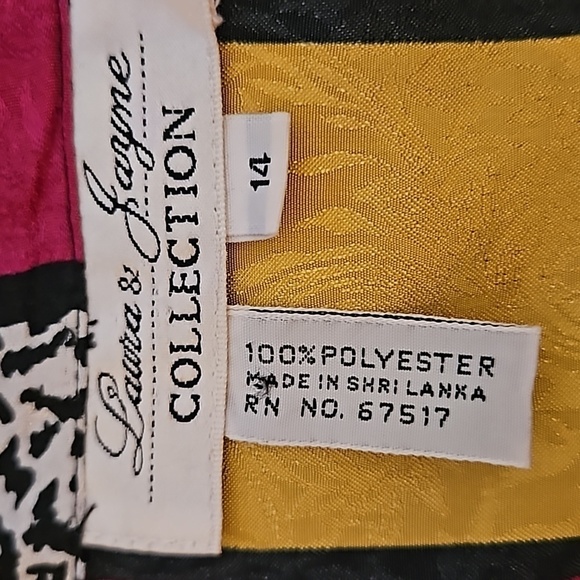 Laura & Jayne
COLLECTION
14
100% POLYESTER
MADE IN SHRI LANKA
RN NO. 67517